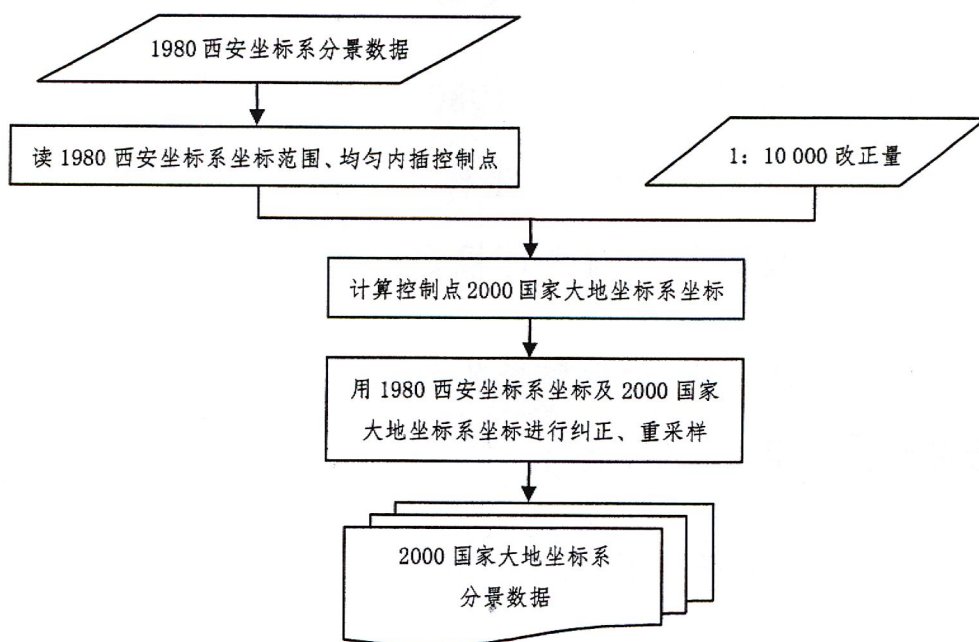 1980 西安坐标系分景数据
读 1980 西安坐标系坐标范围、均匀内插控制点
1: 10 000 改正量
计算控制点 2000 国家大地坐标系坐标
用 1980 西安坐标系坐标及 2000 国家
大地坐标系坐标进行纠正、重采样
2000 国家大地坐标系
分景数据